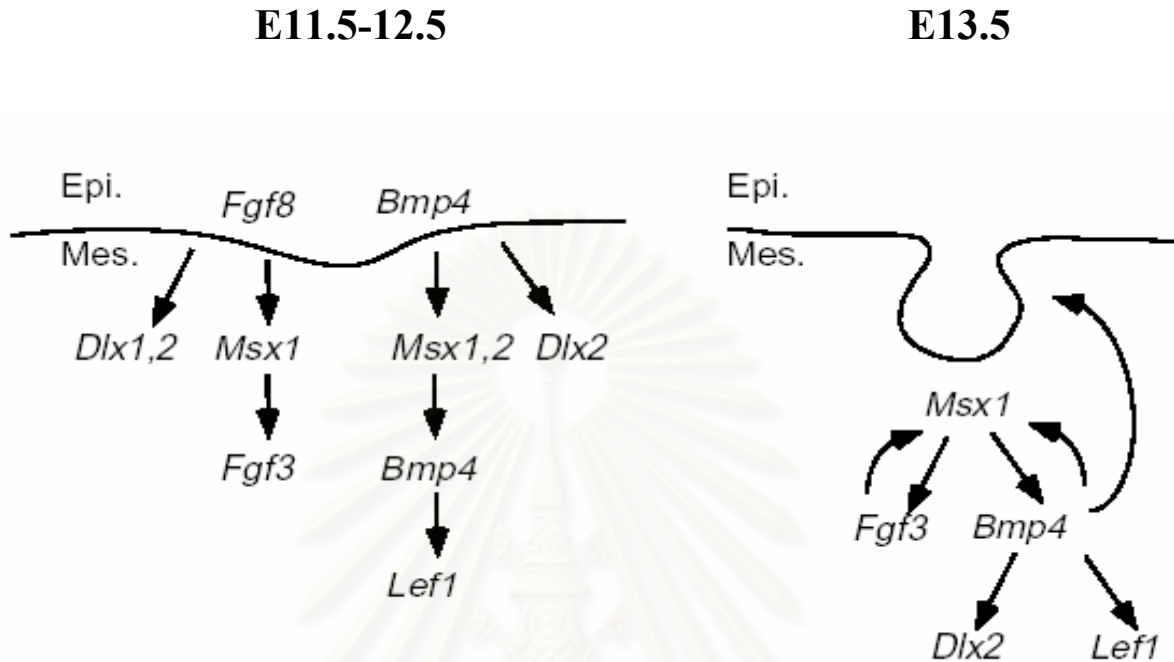 E11.5-12.5 E13.5
Epi. Fgf8 Bmp4 Epi.
Mes. Mes.
Dlx1,2 Msx1 Msx1,2 Dlx2
Msx1
Fgf3 Bmp4
Fgf3 Bmp4
Lef1
Dlx2 Lef1